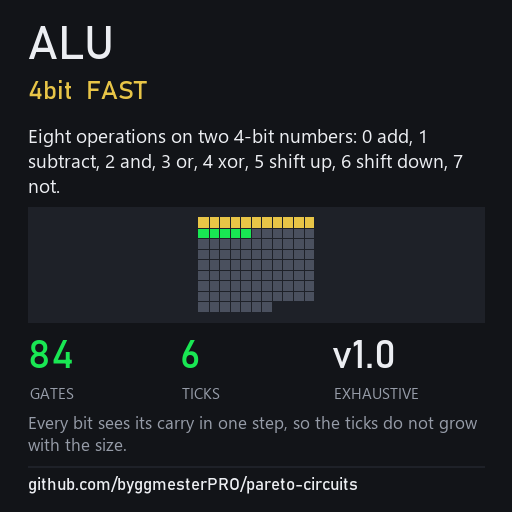 ALU
4bit FAST
Eight operations on two 4-bit numbers: 0 add, 1
subtract, 2 and, 3 or, 4 xor, 5 shift up, 6 shift down, 7
not.
84 6 v1.0
GATES TICKS EXHAUSTIVE
Every bit sees its carry in one step, so the ticks do not grow
with the size.
github.com/byggmesterPRO/pareto-circuits